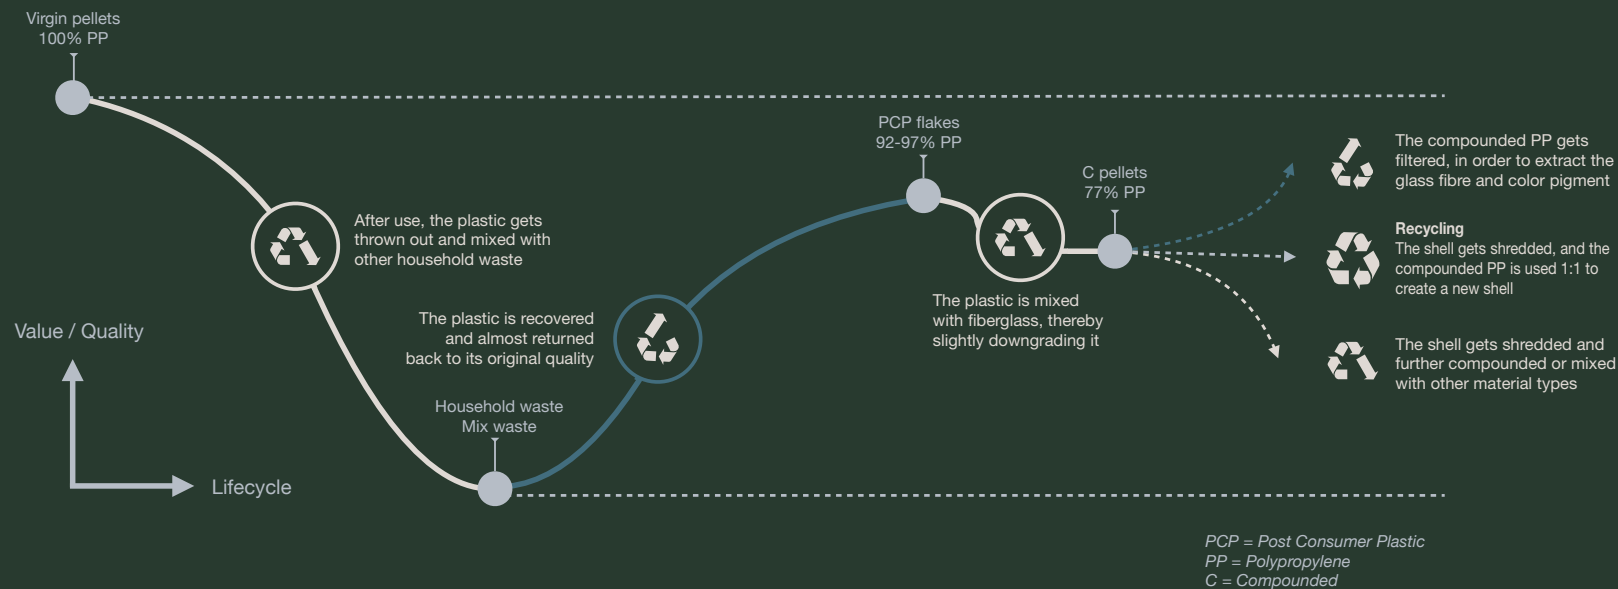 Virgin pellets
100% PP
After use, the plastic gets
thrown out and mixed with
other household waste
Value / Quality
Lifecycle
The plastic is recovered
and almost returned
back to its original quality
Household waste
Mix waste
PCP flakes
92-97% PP
The plastic is mixed
with fiberglass, thereby
slightly downgrading it
C pellets
77% PP
The compounded PP gets
filtered, in order to extract the
glass fibre and color pigment
Recycling
The shell gets shredded, and the
compounded PP is used 1:1 to
create a new shell
The shell gets shredded and
further compounded or mixed
with other material types
PCP = Post Consumer Plastic
PP = Polypropylene
C = Compounded